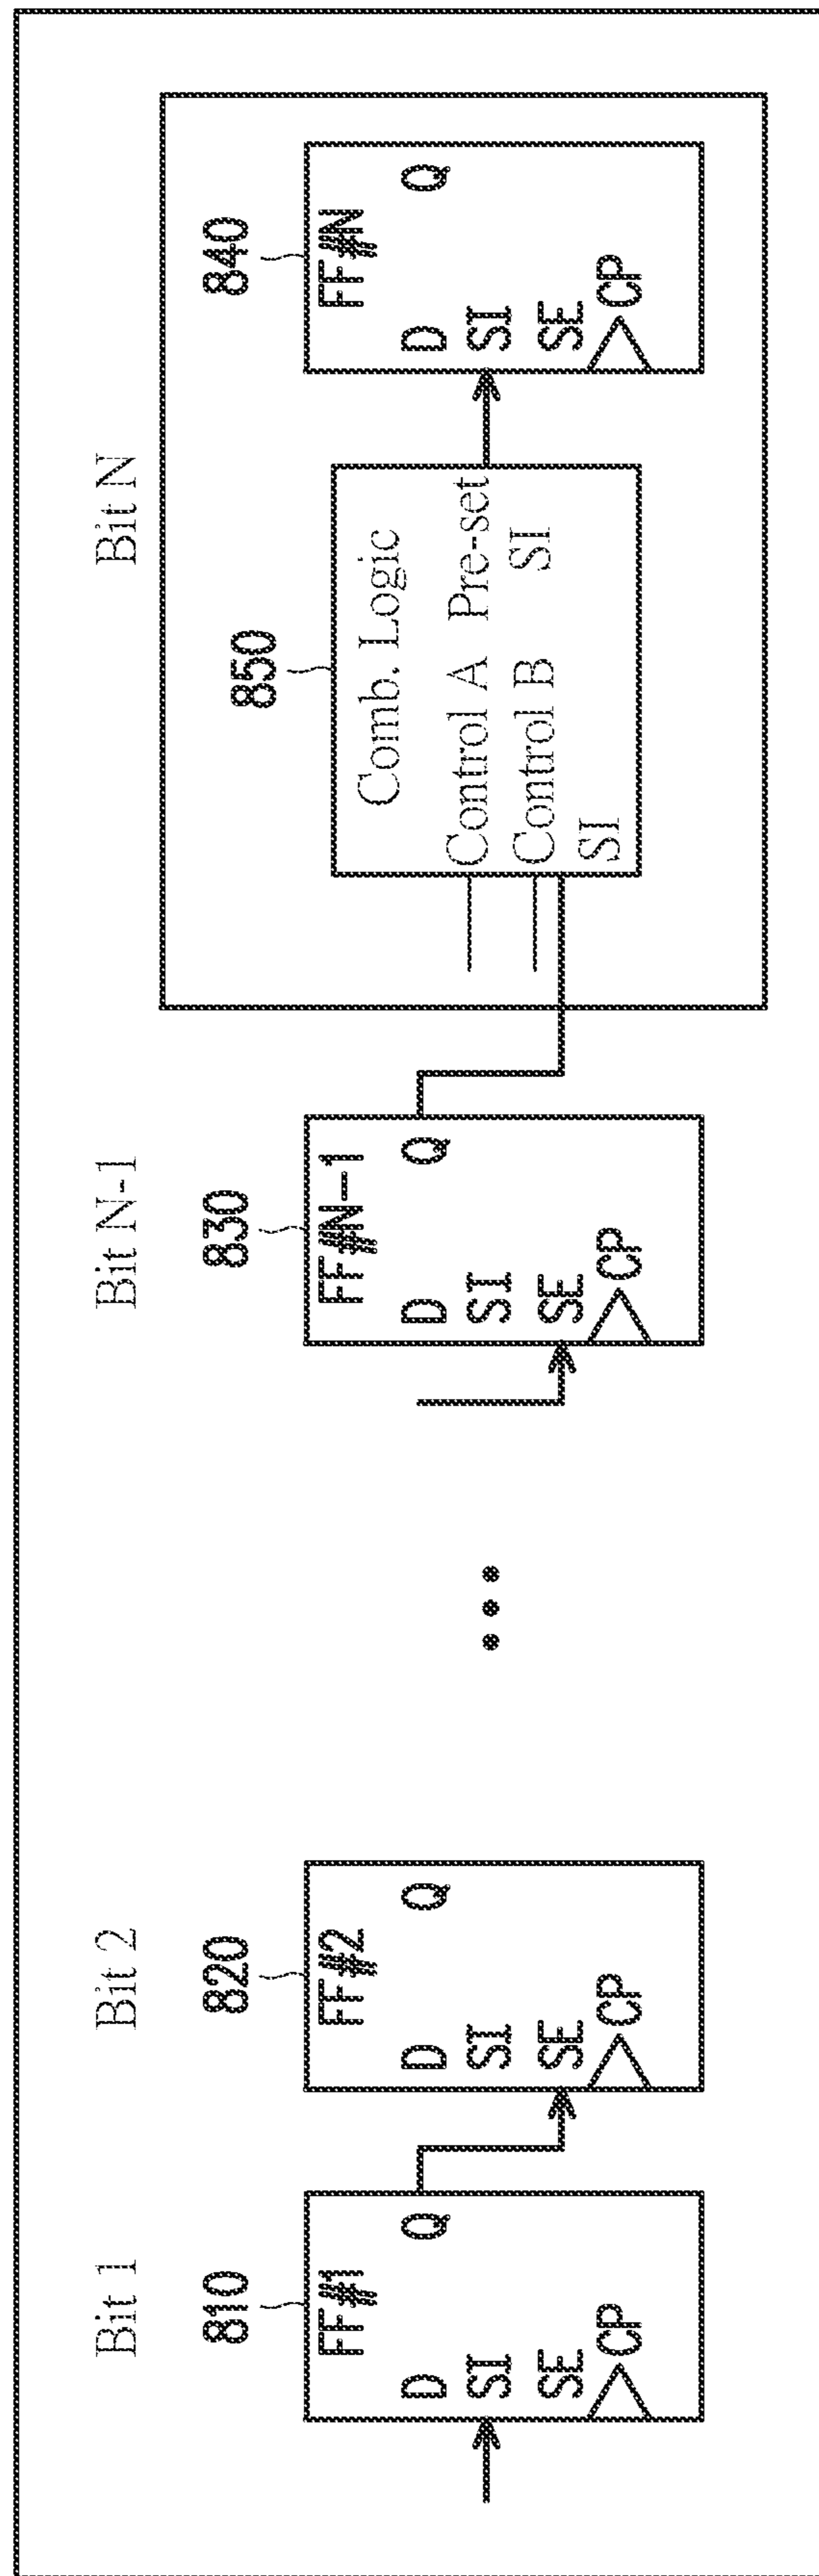 Bit 1
810
FF#1
D Q
SI
SE
CP
Bit 2
820
FF#2
D Q
SI
SE
CP
Bit N-1
830
FF#N-1
D Q
SI
SE
CP
Bit N
850
Comb. Logic
Control A Pre-set
Control B SI
SI
840
FF#N
D Q
SI
SE
CP